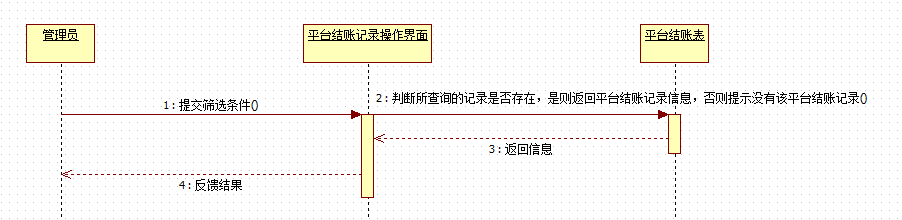 管理员
平台结账记录操作界面
平台结账表
1 : 提交筛选条件()
2 : 判断所查询的记录是否存在，是则返回平台结账记录信息，否则提示没有该平台结账记录()
3 : 返回信息
4 : 反馈结果